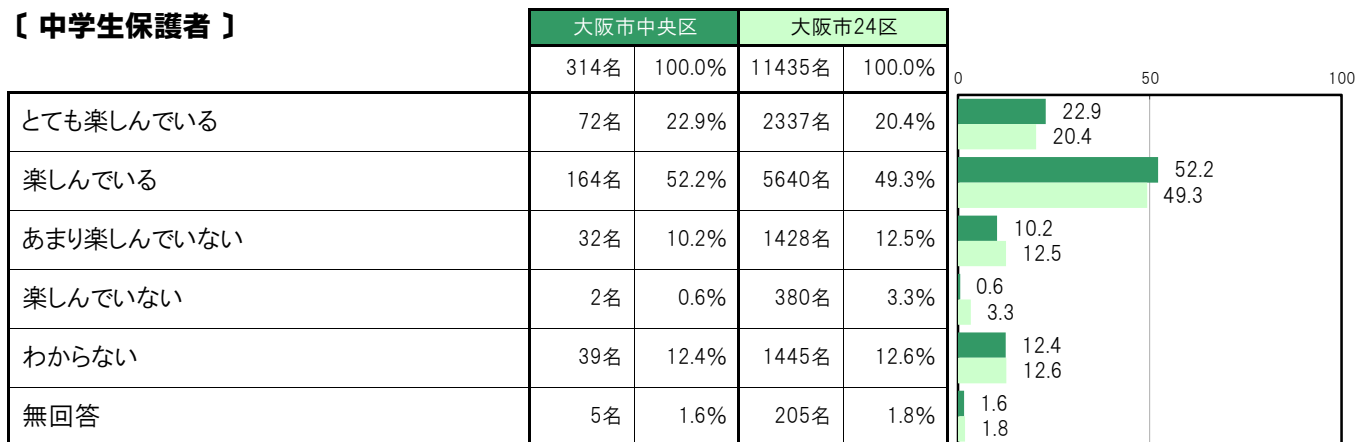 〔 中学生保護者 〕
大阪市中央区 大阪市24区
314名 100.0% 11435名 100.0%
0 50 100
とても楽しんでいる 72名 22.9% 2337名 20.4% 22.9
20.4
楽しんでいる 164名 52.2% 5640名 49.3% 52.2
49.3
あまり楽しんでいない 32名 10.2% 1428名 12.5% 10.2
12.5
楽しんでいない 2名 0.6% 380名 3.3% 0.6
3.3
わからない 39名 12.4% 1445名 12.6% 12.4
12.6
無回答 5名 1.6% 205名 1.8% 1.6
1.8